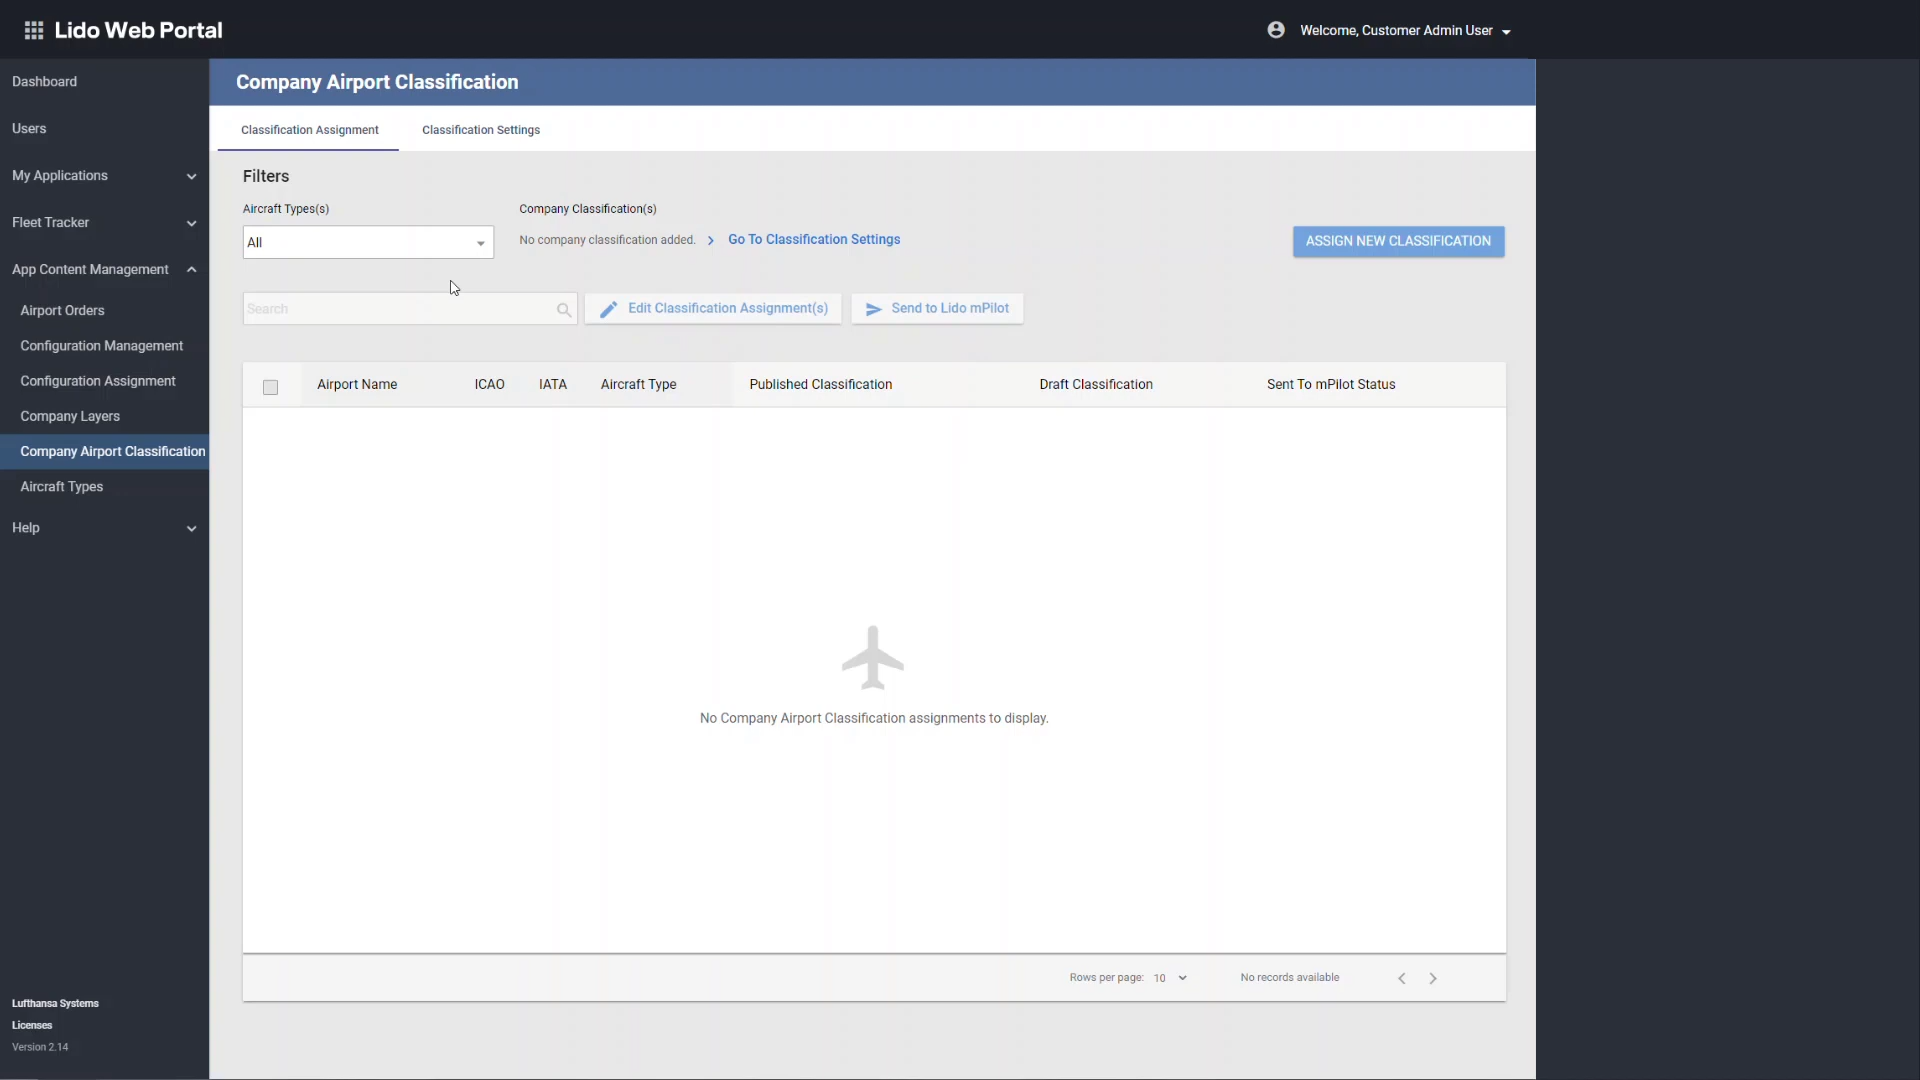 Lido Web Portal
Welcome, Customer Admin User
Dashboard
Users
My Applications
Fleet Tracker
App Content Management
Airport Orders
Configuration Management
Configuration Assignment
Company Layers
Company Airport Classification
Aircraft Types
Help
Lufthansa Systems
Licenses
Version 2.14
Company Airport Classification
Classification Assignment
Classification Settings
Filters
Aircraft Types(s)
All
Company Classification(s)
No company classification added.
Go To Classification Settings
ASSIGN NEW CLASSIFICATION
Search
Edit Classification Assignment(s)
Send to Lido mPilot
Airport Name
ICAO
IATA
Aircraft Type
Published Classification
Draft Classification
Sent To mPilot Status
No Company Airport Classification assignments to display.
Rows per page: 10
No records available